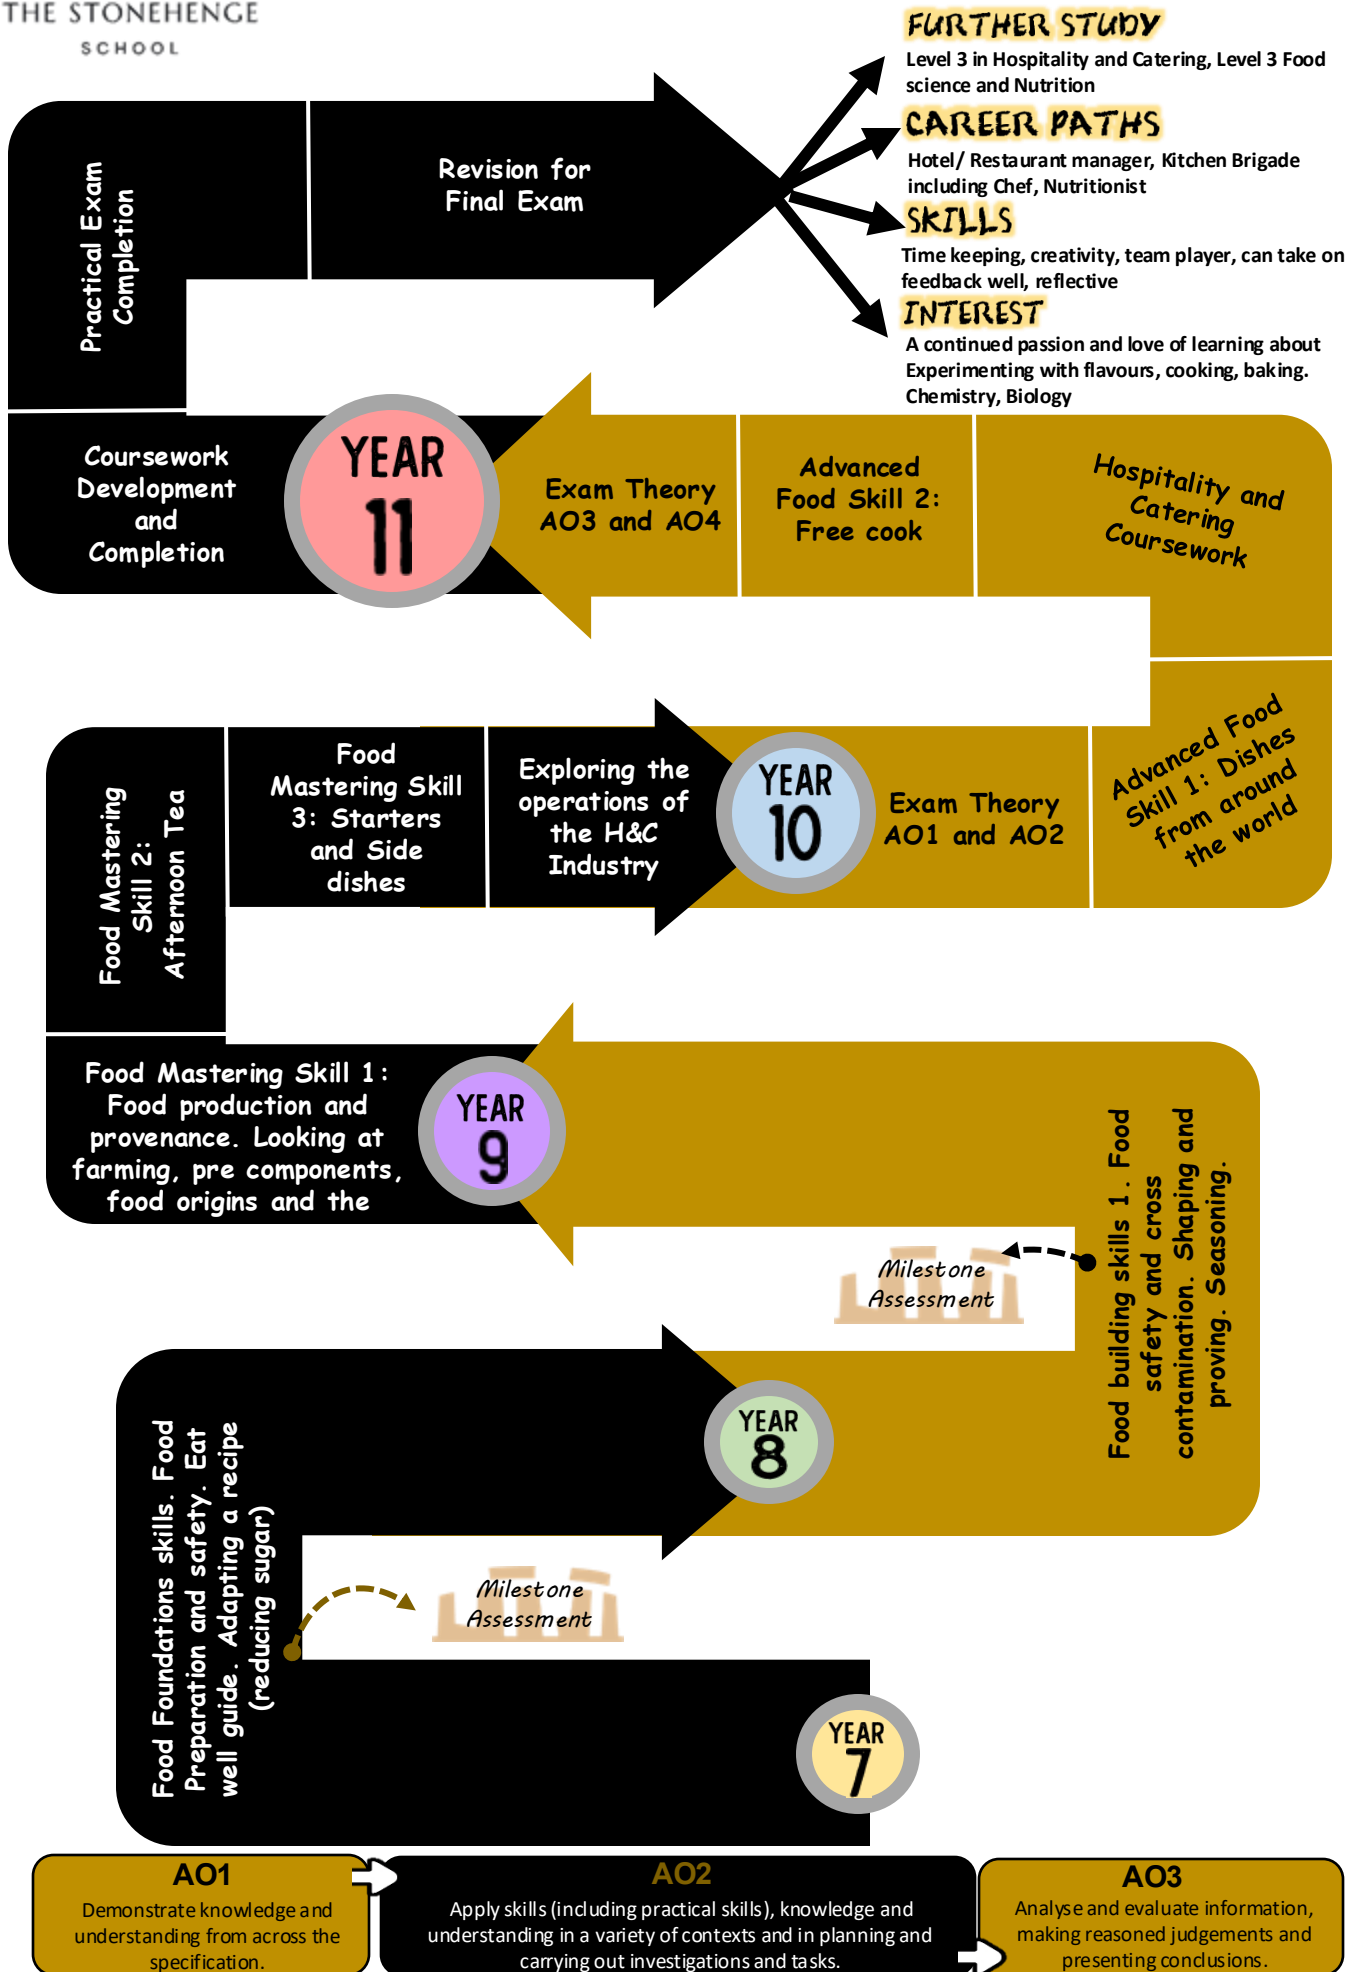 THE STONEHENGE
SCHOOL
FURTHER STUDY
Level 3 in Hospitality and Catering, Level 3 Food
science and Nutrition
CAREER PATHS
Hotel/ Restaurant manager, Kitchen Brigade
including Chef, Nutritionist
SKILLS
Time keeping, creativity, team player, can take on
feedback well, reflective
INTEREST
A continued passion and love of learning about
Experimenting with flavours, cooking, baking.
Chemistry, Biology
Practical Exam
Completion
Revision for
Final Exam
Coursework
Development
and
Completion
YEAR
11
Exam Theory
AO3 and AO4
Advanced
Food Skill 2:
Free cook
Hospitality and
Catering
Coursework
Food Mastering
Skill 2:
Afternoon Tea
Food
Mastering Skill
3: Starters
and Side
dishes
Exploring the
operations of
the H&C
Industry
YEAR
10
Exam Theory
AO1 and AO2
Advanced Food
Skill 1: Dishes
from around
the world
Food Mastering Skill 1:
Food production and
provenance. Looking at
farming, pre components,
food origins and the
YEAR
9
Food building skills 1. Food
safety and cross
contamination. Shaping and
proving. Seasoning.
Milestone
Assessment
YEAR
8
Food Foundations skills. Food
Preparation and safety. Eat
well guide. Adapting a recipe
(reducing sugar)
Milestone
Assessment
YEAR
7
AO1
Demonstrate knowledge and
understanding from across the
specification.
AO2
Apply skills (including practical skills), knowledge and
understanding in a variety of contexts and in planning and
carrying out investigations and tasks.
AO3
Analyse and evaluate information,
making reasoned judgements and
presenting conclusions.